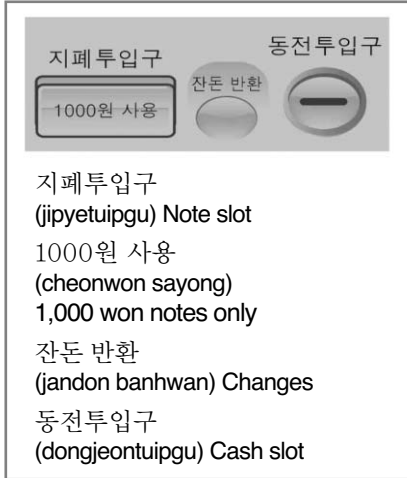 지폐투입구
동전투입구
잔돈 반환
1000원 사용
지폐투입구
(jipyetuipgu) Note slot
1000원 사용
(cheonwon sayong)
1,000 won notes only
잔돈 반환
(jandon banhwan) Changes
동전투입구
(dongjeontuipgu) Cash slot